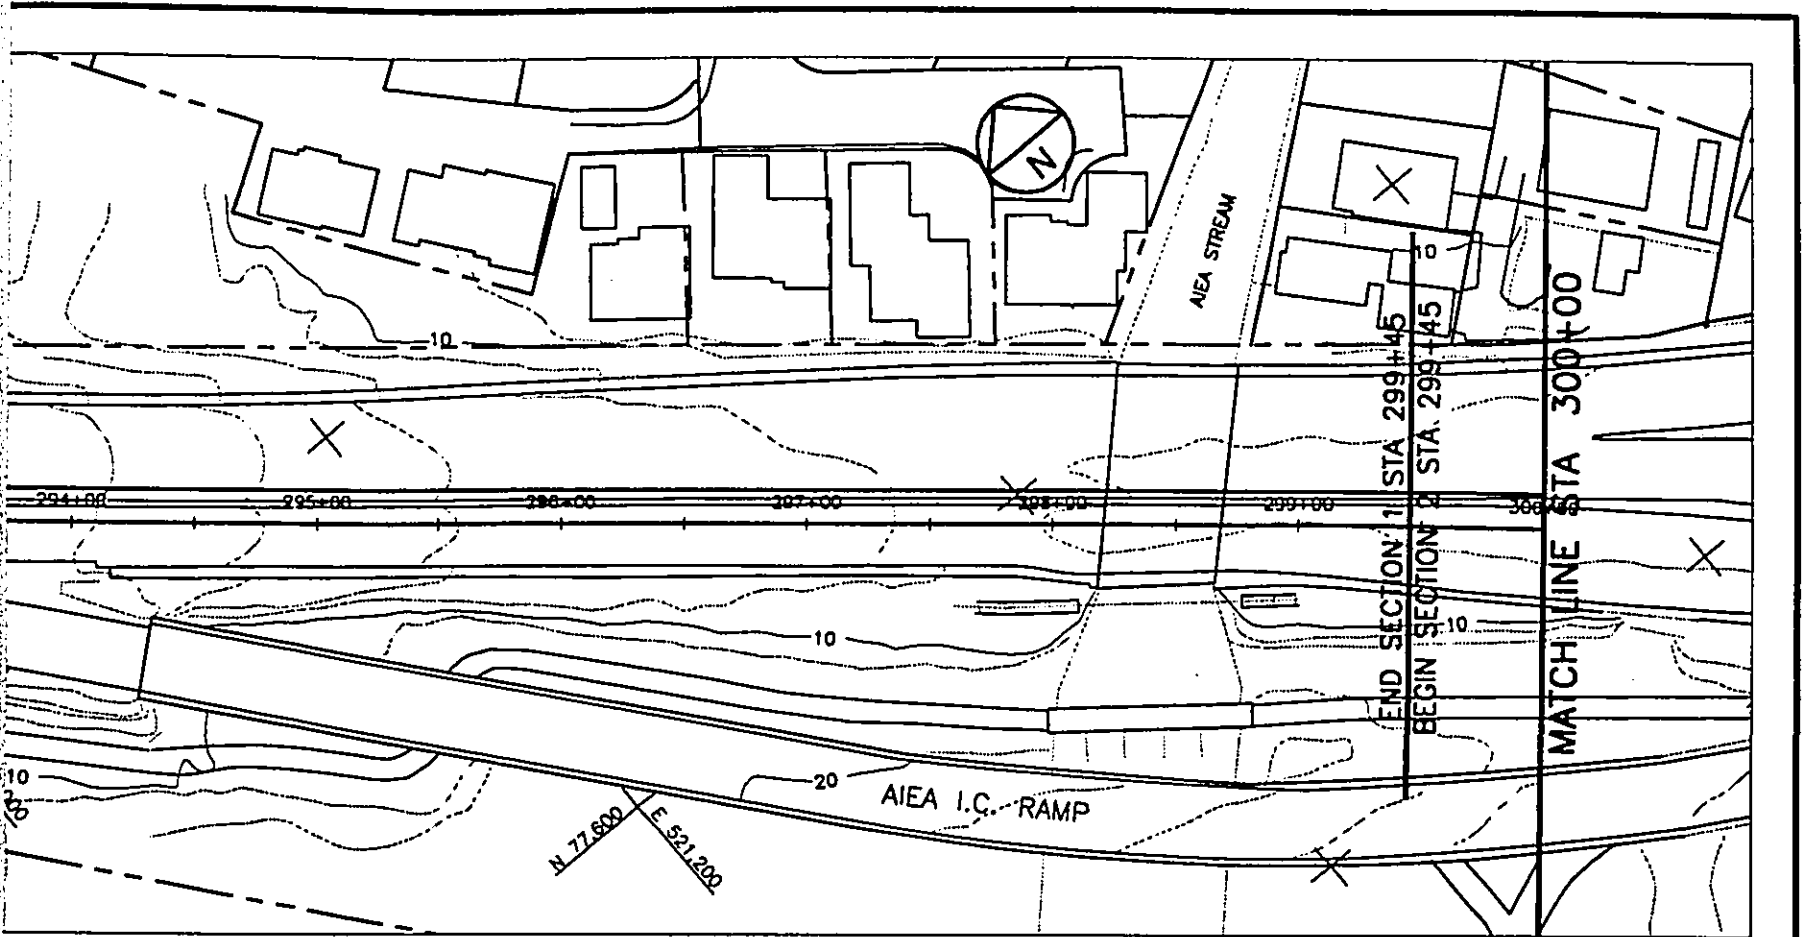 N
AIEA STREAM
10
10
294+00
295+00
296+00
297+00
298+00
299+00
300+00
END SECTION 1 STA 299+45
BEGIN SECTION 2 STA. 299+45
MATCH LINE STA 300+00
10
10
10
20
AIEA I.C. RAMP
N 77,600
E 521,200